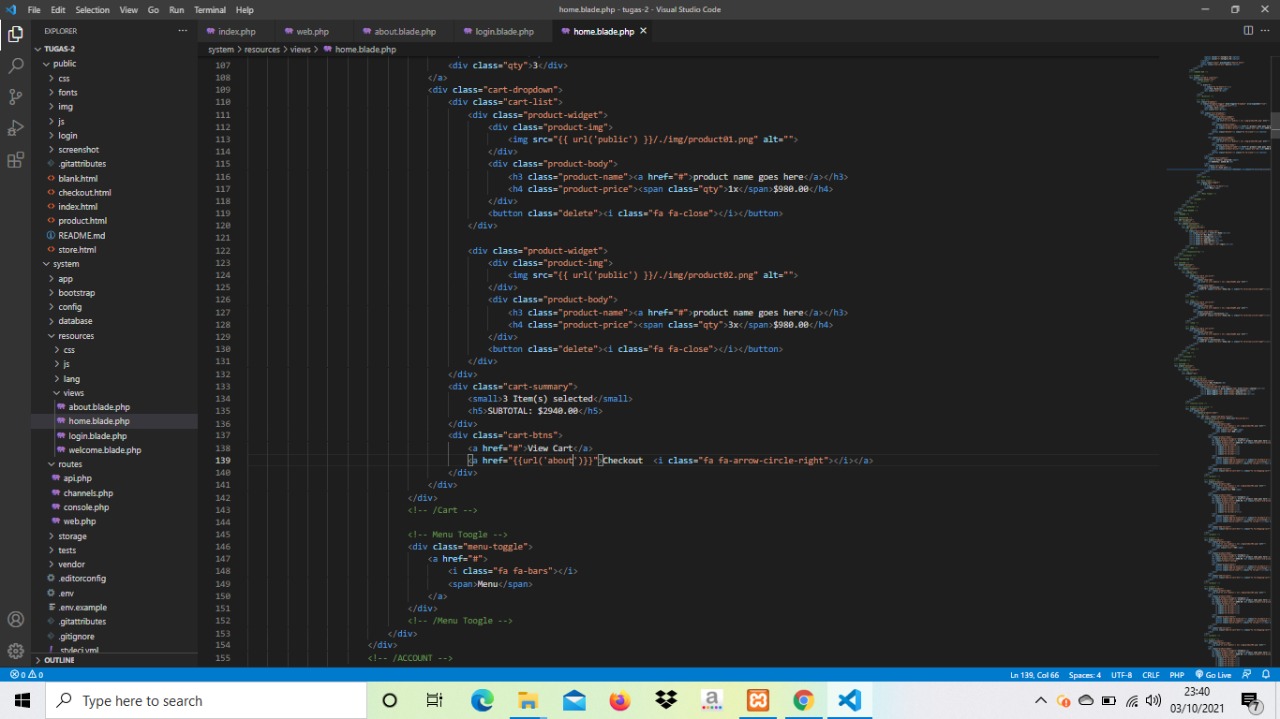 File Edit Selection View Go Run Terminal Help
home.blade.php - tugas-2 - Visual Studio Code
EXPLORER
index.php web.php about.blade.php login.blade.php home.blade.php
system > resources > views > home.blade.php
TUGAS-2
public
css
fonts
img
js
login
screenshot
.gitattributes
blank.html
checkout.html
index.html
product.html
README.md
store.html
system
app
bootstrap
config
database
resources
css
js
lang
views
about.blade.php
home.blade.php
login.blade.php
welcome.blade.php
routes
api.php
channels.php
console.php
web.php
storage
tests
vendor
.editorconfig
.env
.env.example
.gitattributes
.gitignore
.styleci.yml
OUTLINE
107 <div class="qty">3</div>
108 </a>
109 <div class="cart-dropdown">
110 <div class="cart-list">
111 <div class="product-widget">
112 <div class="product-img">
113 <img src="{{ url('public') }}/./img/product01.png" alt="">
114 </div>
115 <div class="product-body">
116 <h3 class="product-name"><a href="#">product name goes here</a></h3>
117 <h4 class="product-price"><span class="qty">1x</span>$980.00</h4>
118 </div>
119 <button class="delete"><i class="fa fa-close"></i></button>
120 </div>
121
122 <div class="product-widget">
123 <div class="product-img">
124 <img src="{{ url('public') }}/./img/product02.png" alt="">
125 </div>
126 <div class="product-body">
127 <h3 class="product-name"><a href="#">product name goes here</a></h3>
128 <h4 class="product-price"><span class="qty">3x</span>$980.00</h4>
129 </div>
130 <button class="delete"><i class="fa fa-close"></i></button>
131 </div>
132 </div>
133 <div class="cart-summary">
134 <small>3 Item(s) selected</small>
135 <h5>SUBTOTAL: $2940.00</h5>
136 </div>
137 <div class="cart-btns">
138 <a href="#">View Cart</a>
139 <a href="{{url('about')}}">Checkout <i class="fa fa-arrow-circle-right"></i></a>
140 </div>
141 </div>
142 </div>
143 <!-- /Cart -->
144
145 <!-- Menu Toogle -->
146 <div class="menu-toggle">
147 <a href="#">
148 <i class="fa fa-bars"></i>
149 <span>Menu</span>
150 </a>
151 </div>
152 <!-- /Menu Toogle -->
153 </div>
154 </div>
155 <!-- /ACCOUNT -->
0 0 Ln 139, Col 66 Spaces: 4 UTF-8 CRLF PHP Go Live
Type here to search
23:40
03/10/2021
7